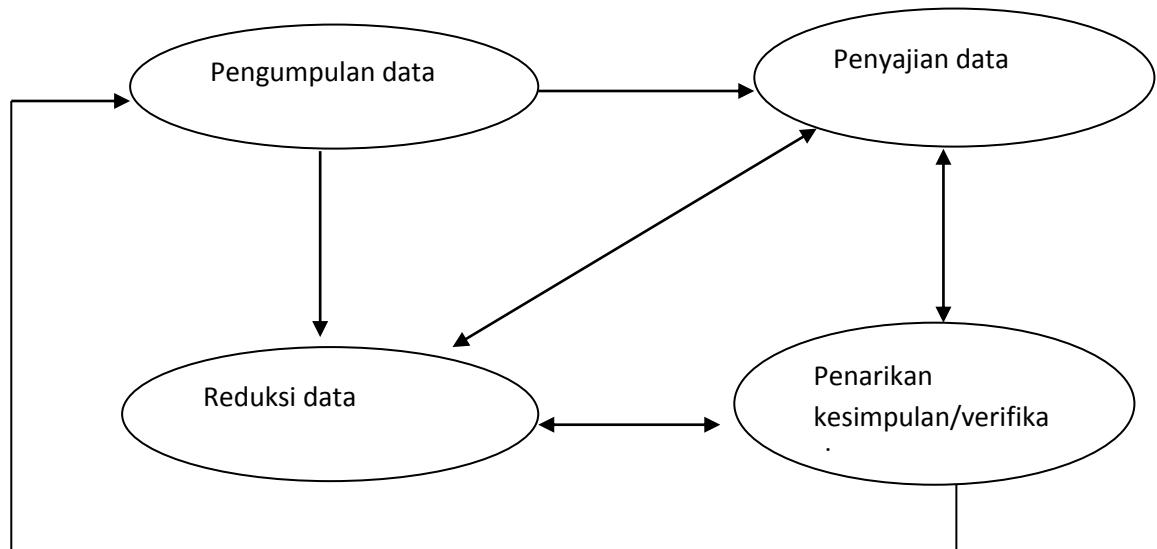 Pengumpulan data
Penyajian data
Reduksi data
Penarikan
kesimpulan/verifika